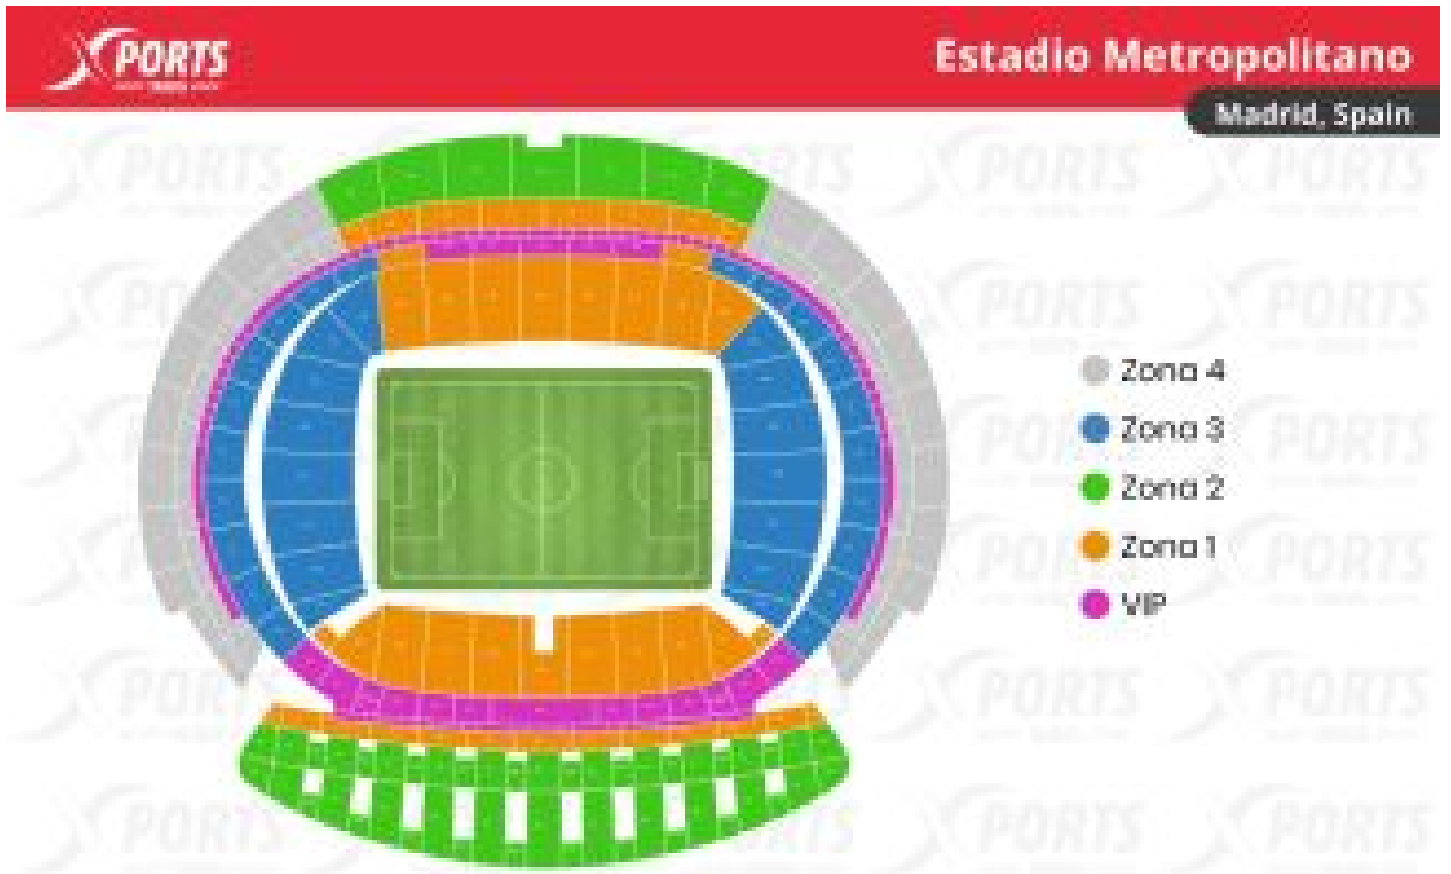 XPORTS
Estadio Metropolitano
Madrid, Spain
Zona 4
Zona 3
Zona 2
Zona 1
VIP